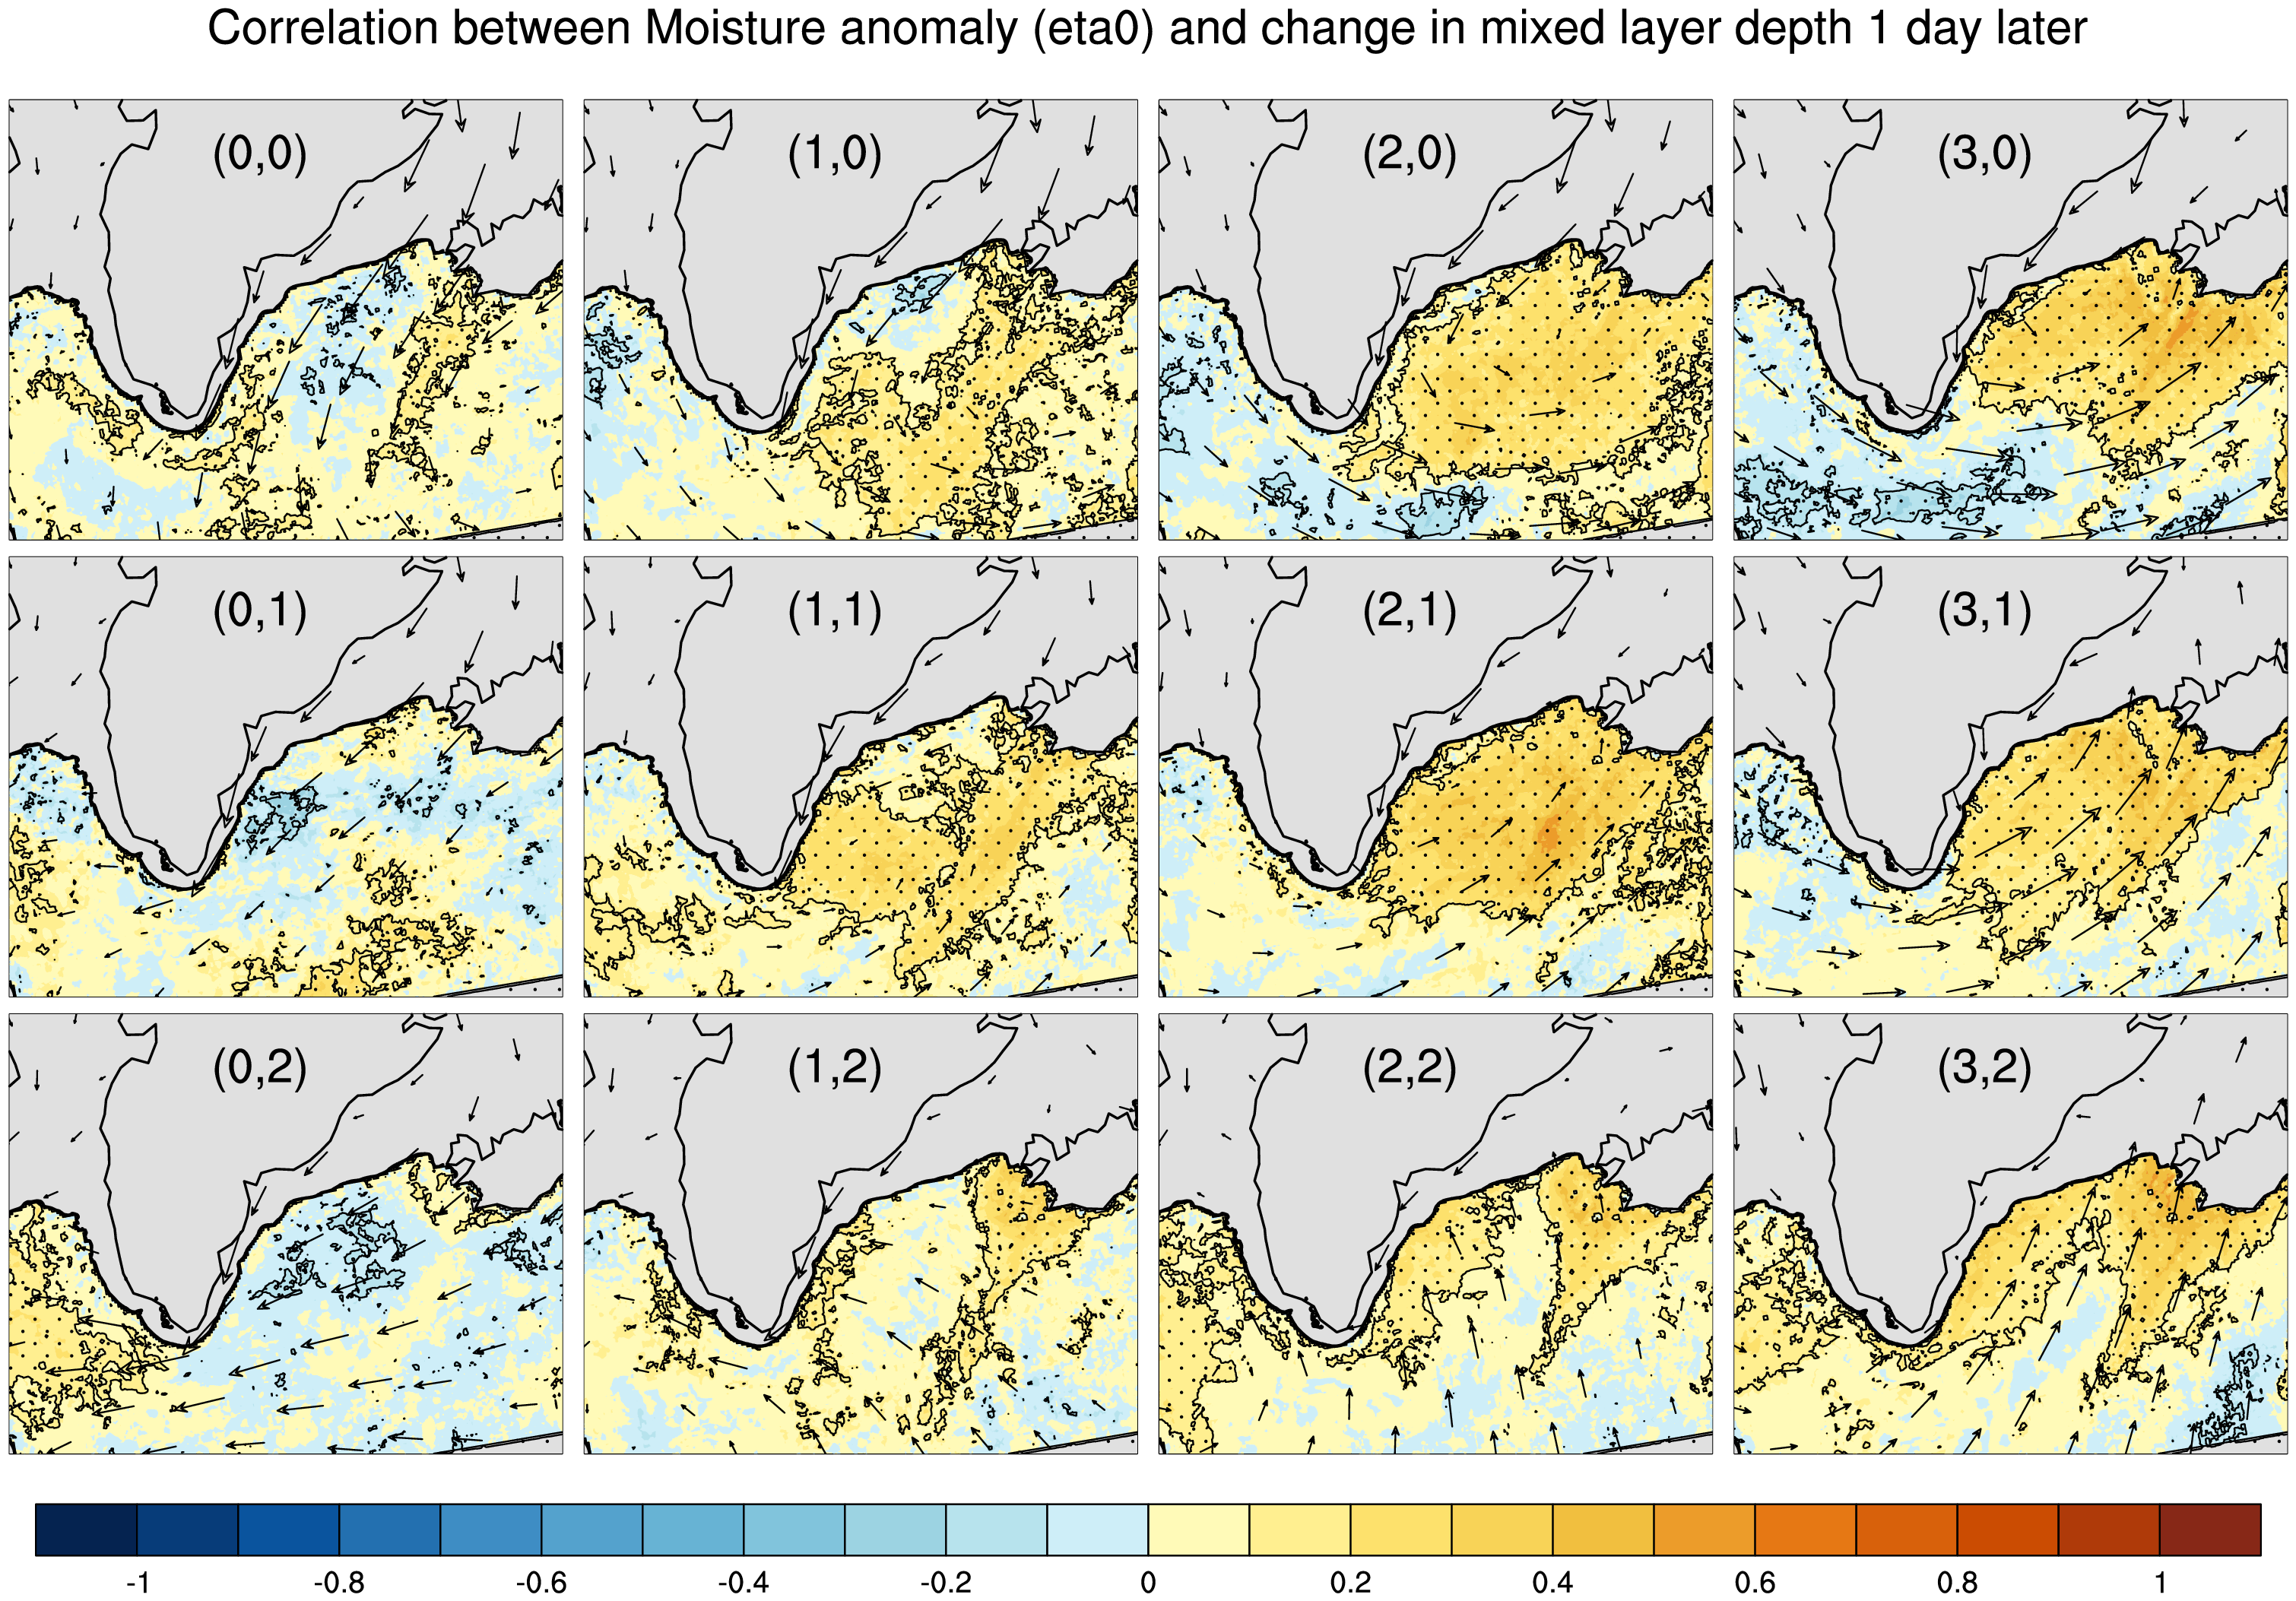 Correlation between Moisture anomaly (eta0) and change in mixed layer depth 1 day later
(0,0) (1,0) (2,0) (3,0)
(0,1) (1,1) (2,1) (3,1)
(0,2) (1,2) (2,2) (3,2)
-1 -0.8 -0.6 -0.4 -0.2 0 0.2 0.4 0.6 0.8 1